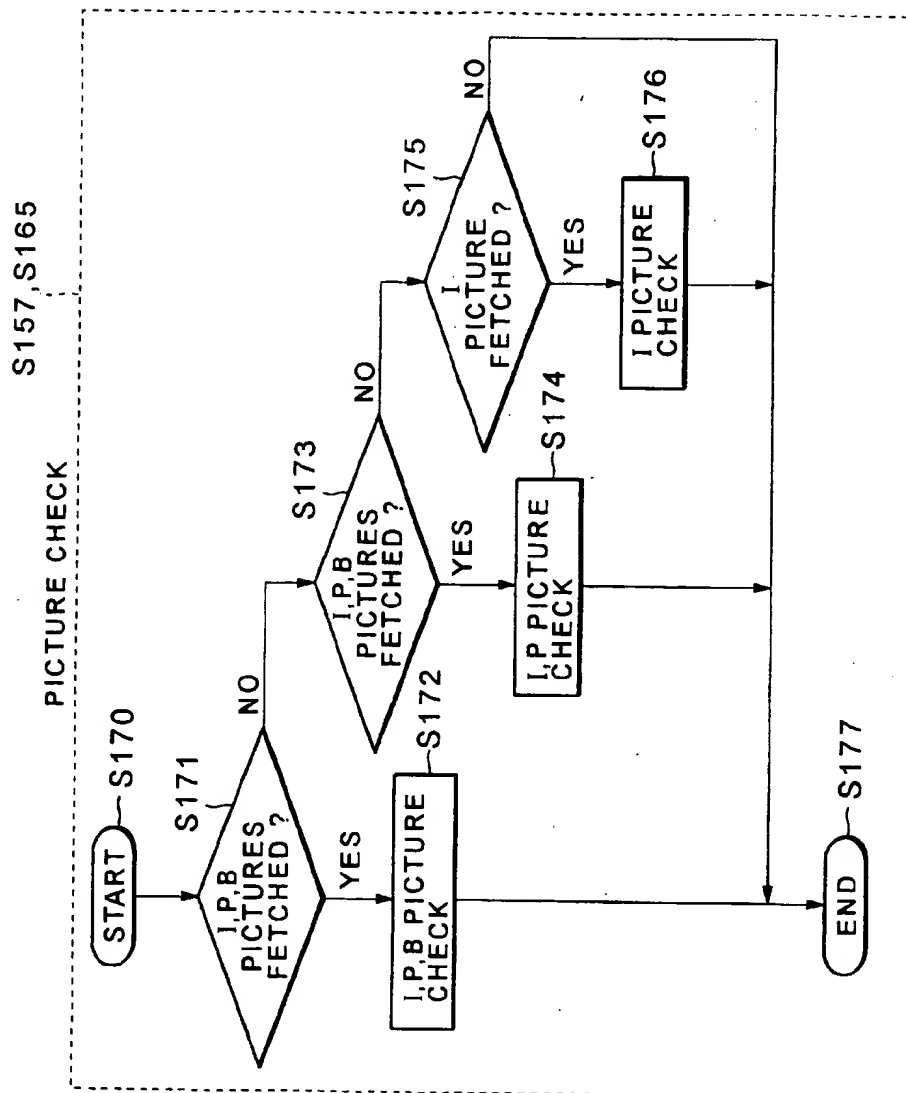 S157,S165
PICTURE CHECK
START
S170
S171
I,P,B
PICTURES
FETCHED ?
NO
YES
S172
I,P,B PICTURE
CHECK
S173
I,P,B
PICTURES
FETCHED ?
NO
YES
S174
I,P PICTURE
CHECK
S175
I
PICTURE
FETCHED ?
NO
YES
S176
I PICTURE
CHECK
END
S177